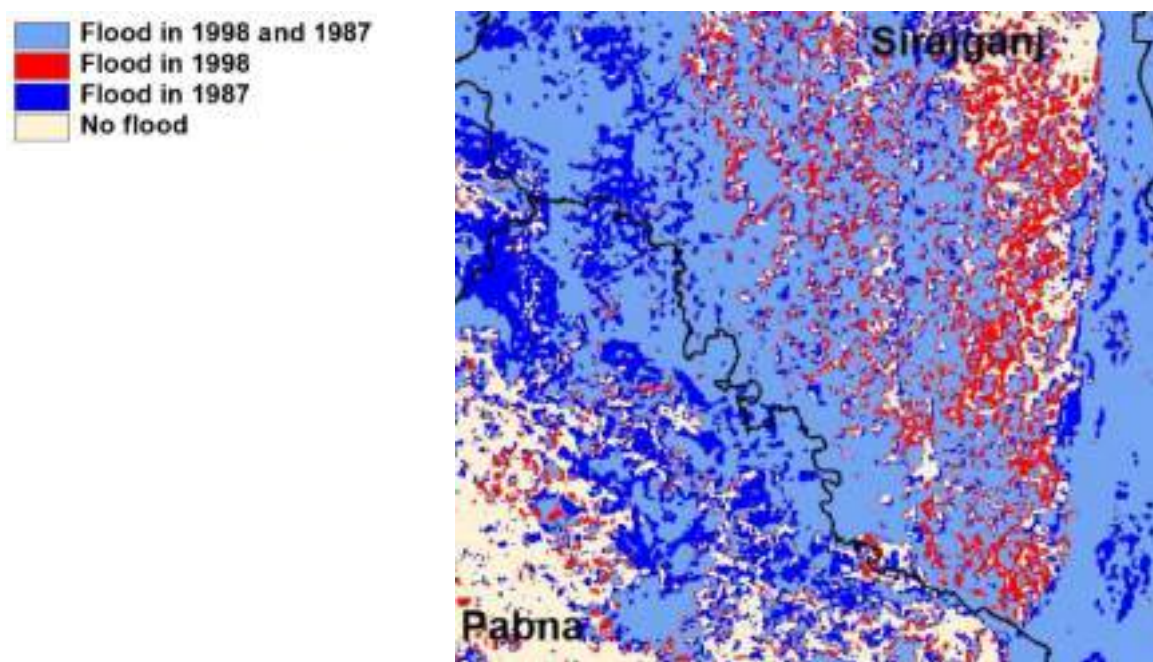 Flood in 1998 and 1987
Flood in 1998
Flood in 1987
No flood
Sirajganj
Pabna